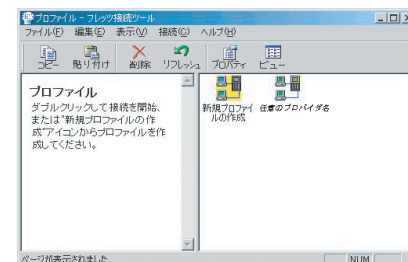 プロファイル - フレッツ接続ツール
ファイル(F) 編集(E) 表示(V) 接続(C) ヘルプ(H)
コピー 貼り付け 削除 リフレッシュ プロパティ ビュー
プロファイル
ダブルクリックして接続を開始、
または"新規プロファイルの作
成"アイコンからプロファイルを作
成してください。
新規プロファイ
ルの作成
任意のプロバイダ名
ページが表示されました
NUM